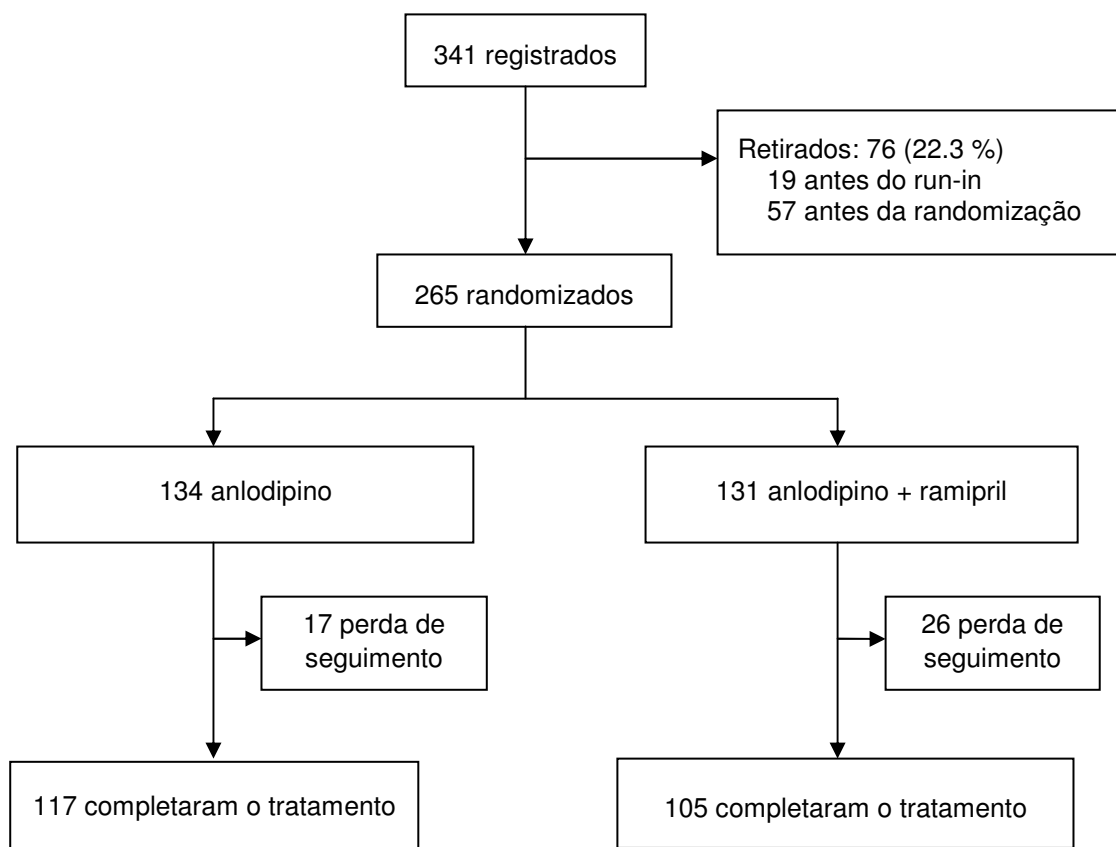 341 registrados
Retirados: 76 (22.3 %)
19 antes do run-in
57 antes da randomização
265 randomizados
134 anlodipino
131 anlodipino + ramipril
17 perda de
seguimento
26 perda de
seguimento
117 completaram o tratamento
105 completaram o tratamento